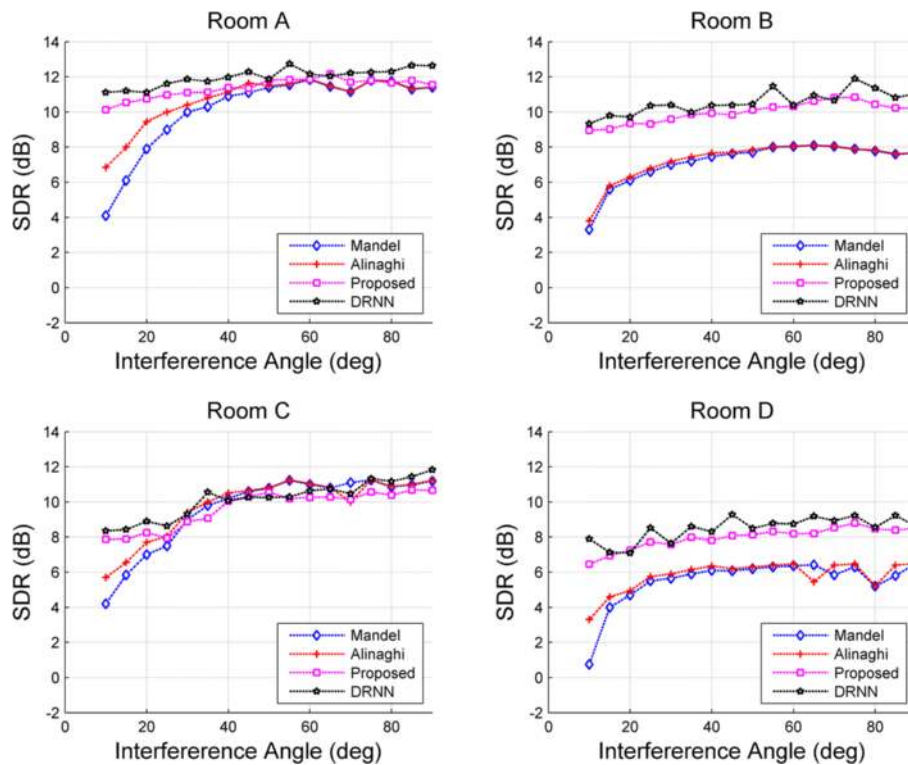 Room A
14
12
10
8
6
4
2
0
-2
SDR (dB)
0 20 40 60 80
Interfererence Angle (deg)
Mandel
Alinaghi
Proposed
DRNN
Room B
14
12
10
8
6
4
2
0
-2
SDR (dB)
0 20 40 60 80
Interfererence Angle (deg)
Mandel
Alinaghi
Proposed
DRNN
Room C
14
12
10
8
6
4
2
0
-2
SDR (dB)
0 20 40 60 80
Interfererence Angle (deg)
Mandel
Alinaghi
Proposed
DRNN
Room D
14
12
10
8
6
4
2
0
-2
SDR (dB)
0 20 40 60 80
Interfererence Angle (deg)
Mandel
Alinaghi
Proposed
DRNN